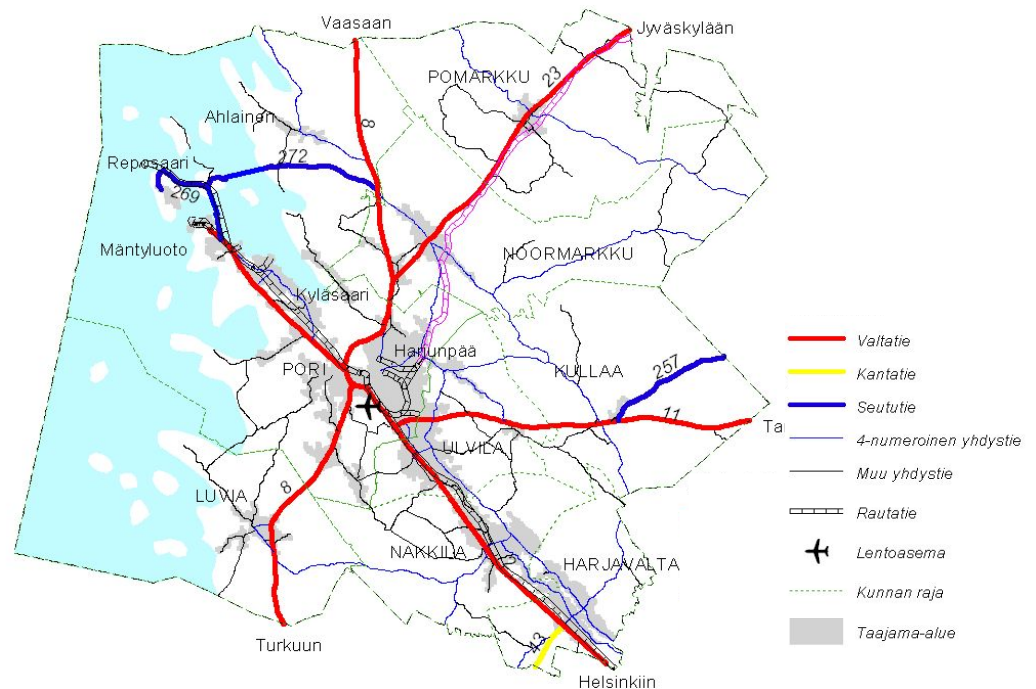 Vaasaan
Jyväskylään
POMARKKU
23
8
Ahlainen
272
Reposaari
269
NOORMARKKU
Mäntyluoto
Kyläsaari
Harjunpää
PORI
KULLAA
257
11
ULVILA
LUVIA
8
NAKKILA
HARJAVALTA
43
Turkuun
Helsinkiin
Valtatie
Kantatie
Seututie
4-numeroinen yhdystie
Muu yhdystie
Rautatie
Lentoasema
Kunnan raja
Taajama-alue